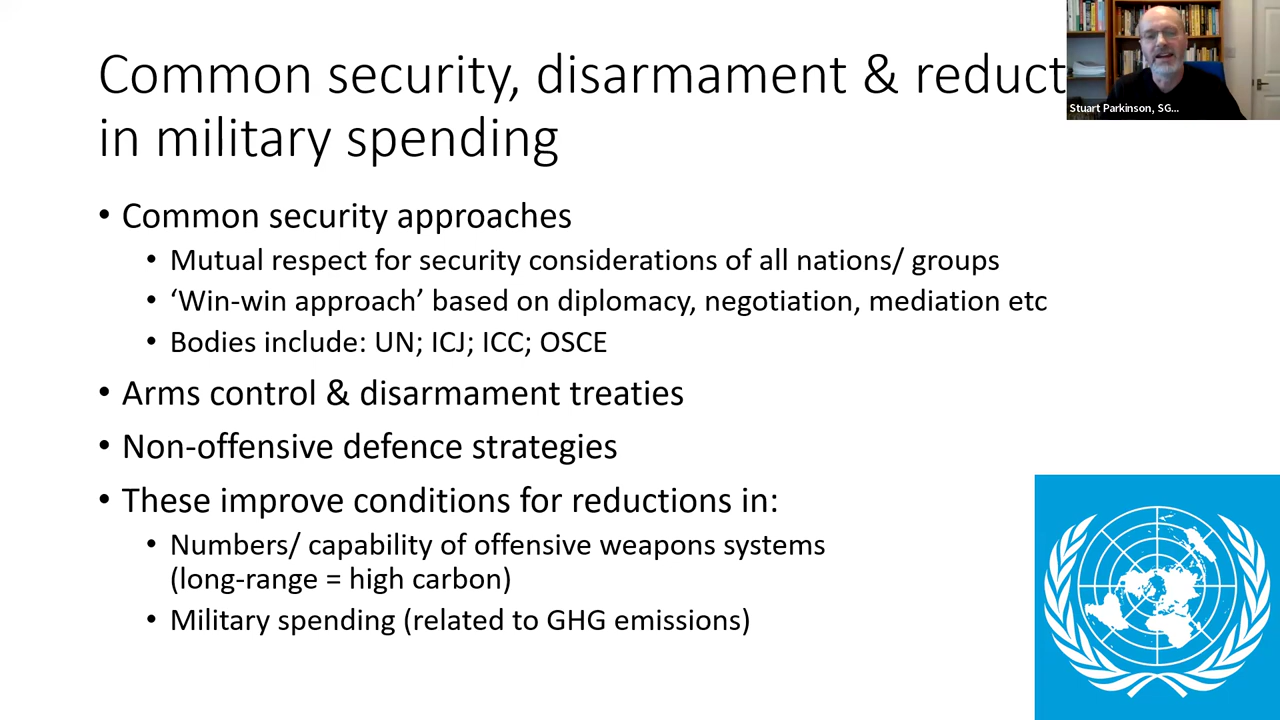 Common security, disarmament & reduct
in military spending
Stuart Parkinson, SG...
• Common security approaches
• Mutual respect for security considerations of all nations/ groups
• ‘Win-win approach’ based on diplomacy, negotiation, mediation etc
• Bodies include: UN; ICJ; ICC; OSCE
• Arms control & disarmament treaties
• Non-offensive defence strategies
• These improve conditions for reductions in:
• Numbers/ capability of offensive weapons systems
(long-range = high carbon)
• Military spending (related to GHG emissions)